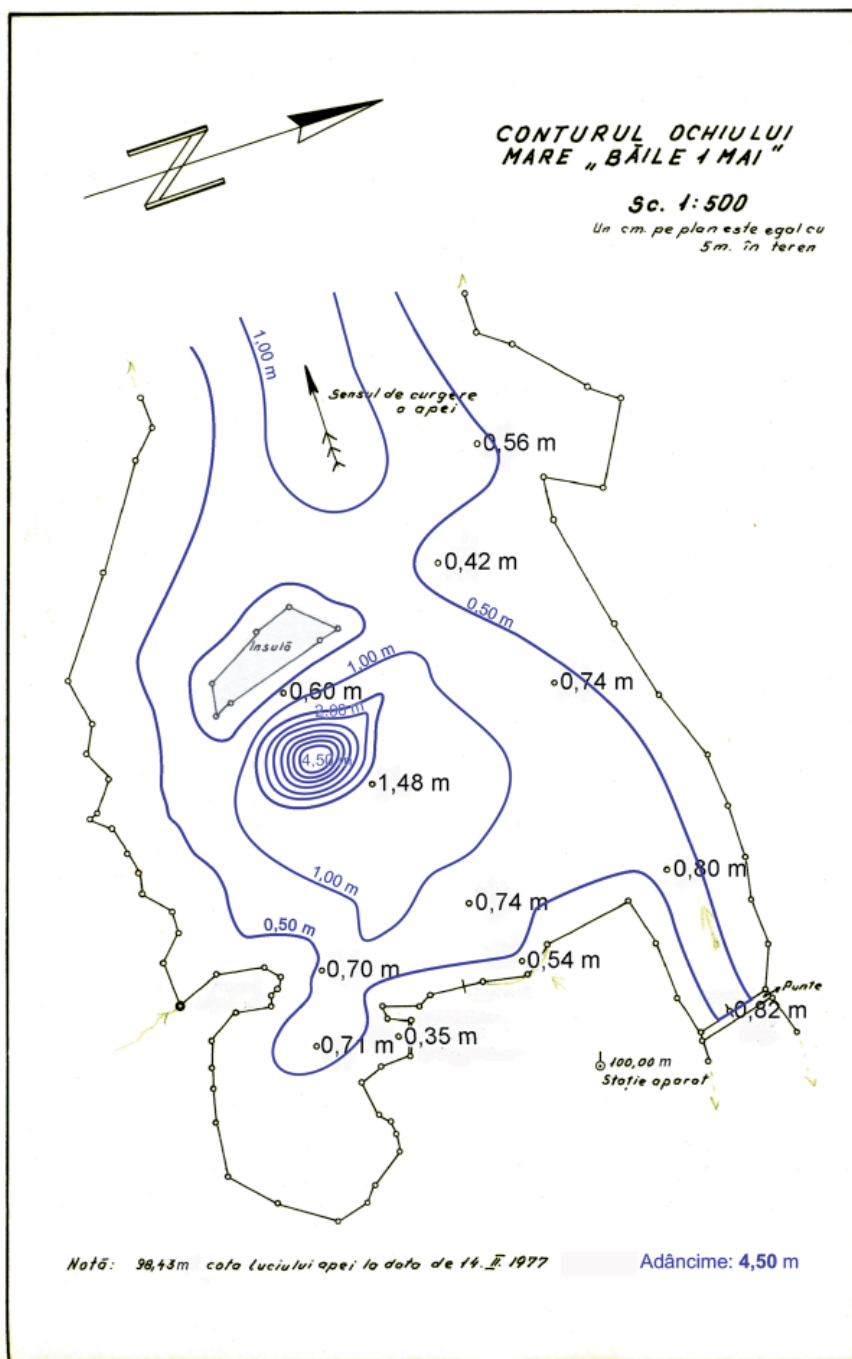 CONTURUL OCHIULUI
MARE „BĂILE 1 MAI"
Sc. 1:500
Un cm. pe plan este egal cu
5m. în teren
1,00 m
Sensul de curgere
a apei
0,56 m
0,42 m
0,50 m
Insulă
1,00 m
0,60 m
0,74 m
2,00 m
4,50 m
1,48 m
1,00 m
0,80 m
0,74 m
0,50 m
0,54 m
0,70 m
Punte
0,82 m
0,71 m
0,35 m
100,00 m
Stație aparat
Notă: 98,43m cota luciului apei la data de 14. II. 1977
Adâncime: 4,50 m